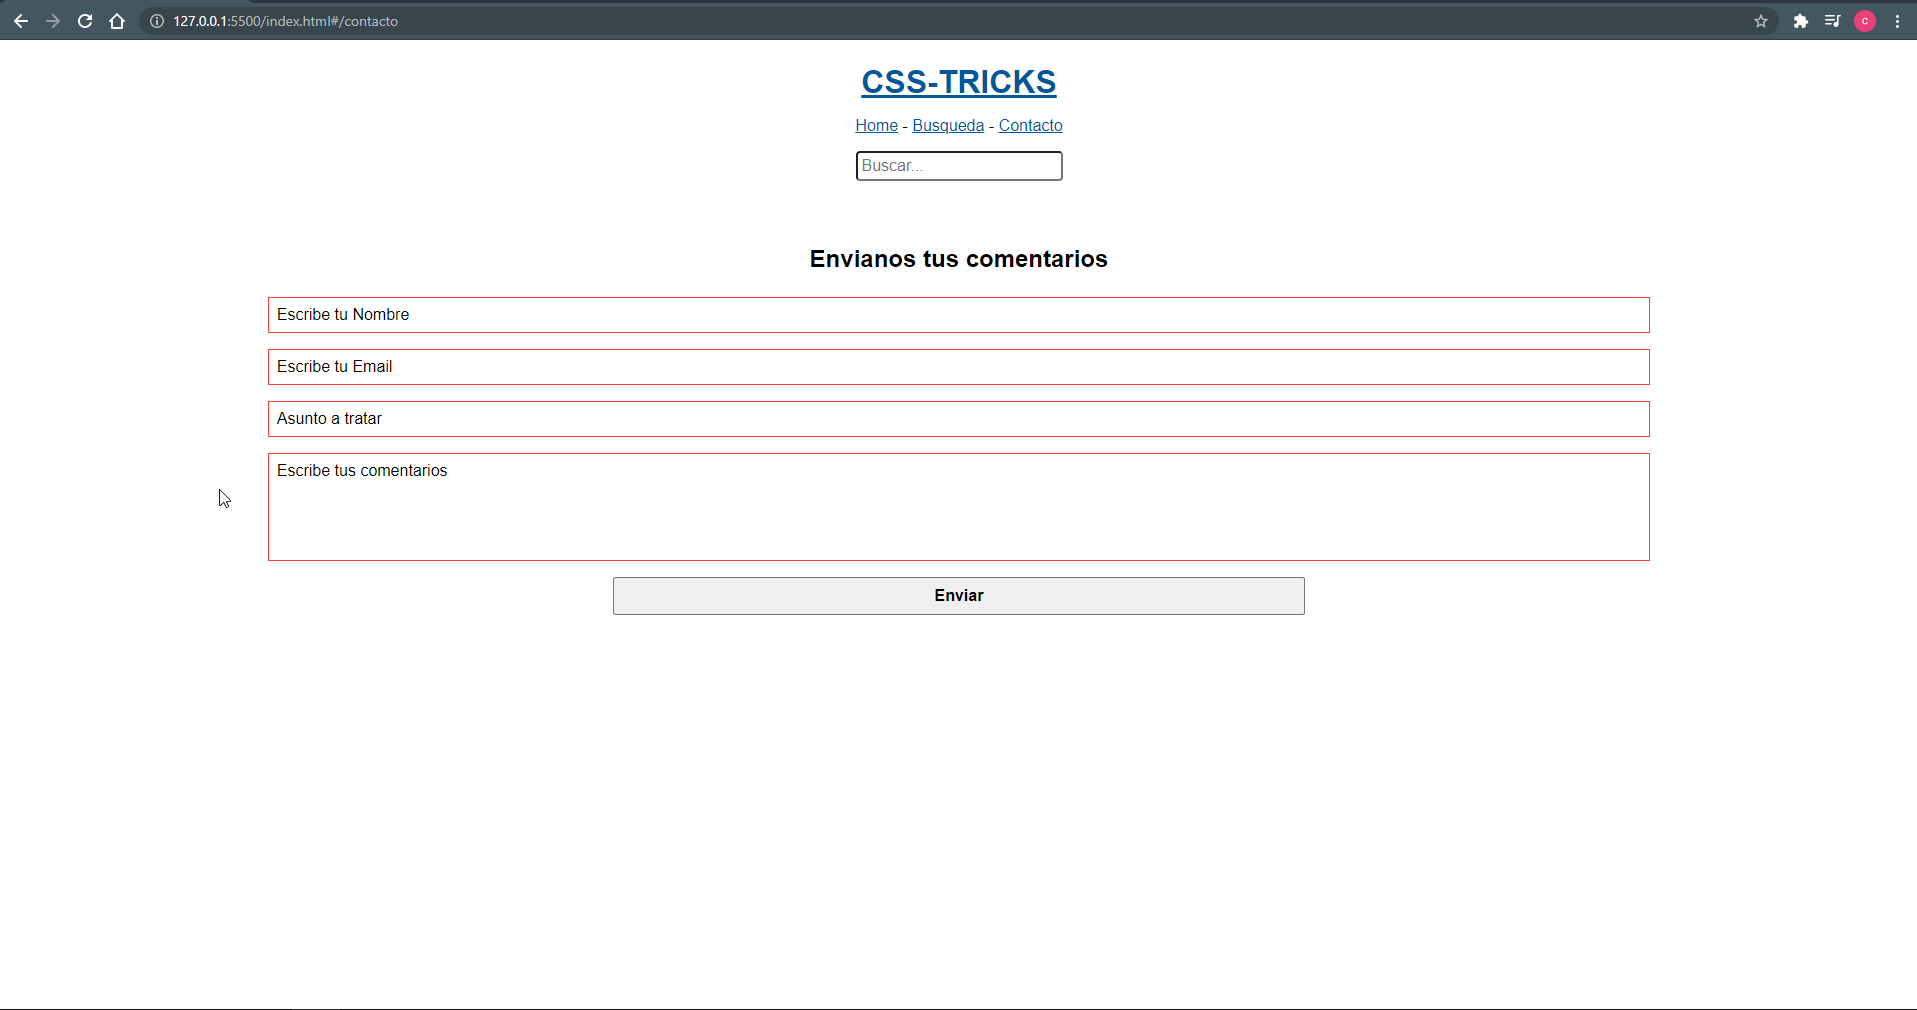 127.0.0.1:5500/index.html#/contacto
c
CSS-TRICKS
Home - Busqueda - Contacto
Buscar...
Envianos tus comentarios
Escribe tu Nombre
Escribe tu Email
Asunto a tratar
Escribe tus comentarios
Enviar